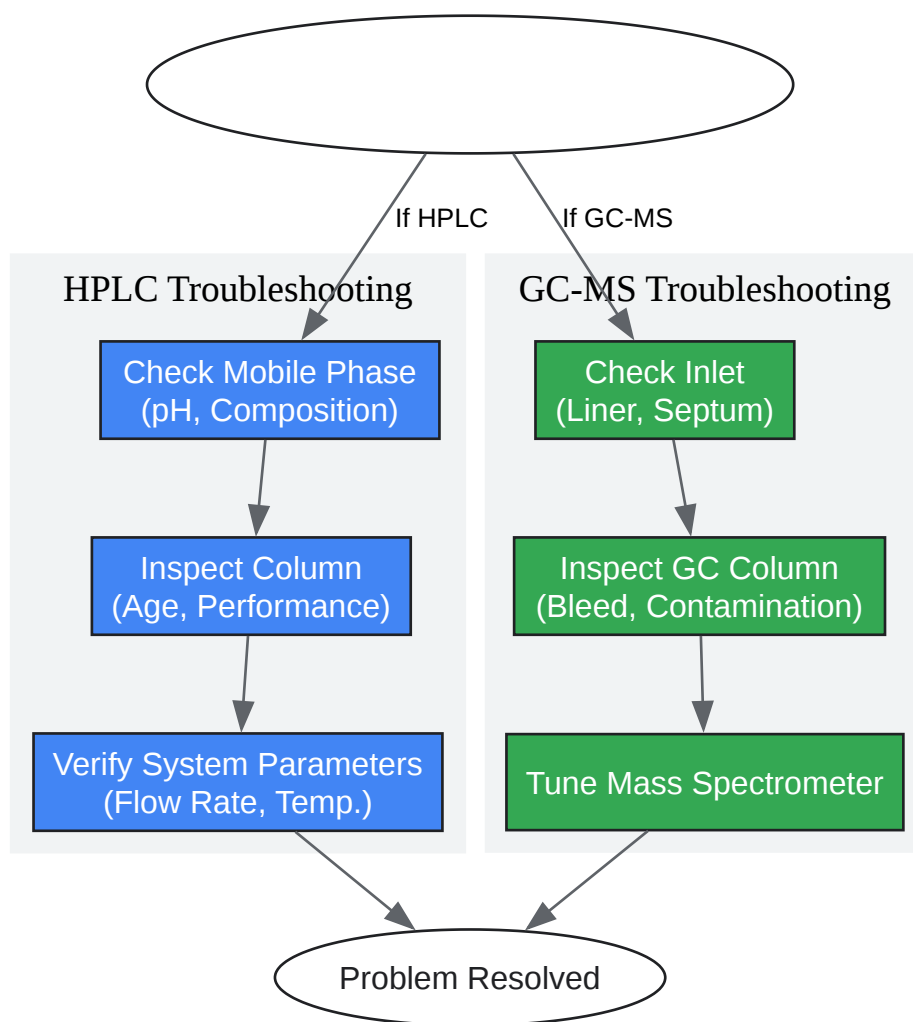 If HPLC
If GC-MS
HPLC Troubleshooting
Check Mobile Phase
(pH, Composition)
Inspect Column
(Age, Performance)
Verify System Parameters
(Flow Rate, Temp.)
GC-MS Troubleshooting
Check Inlet
(Liner, Septum)
Inspect GC Column
(Bleed, Contamination)
Tune Mass Spectrometer
Problem Resolved